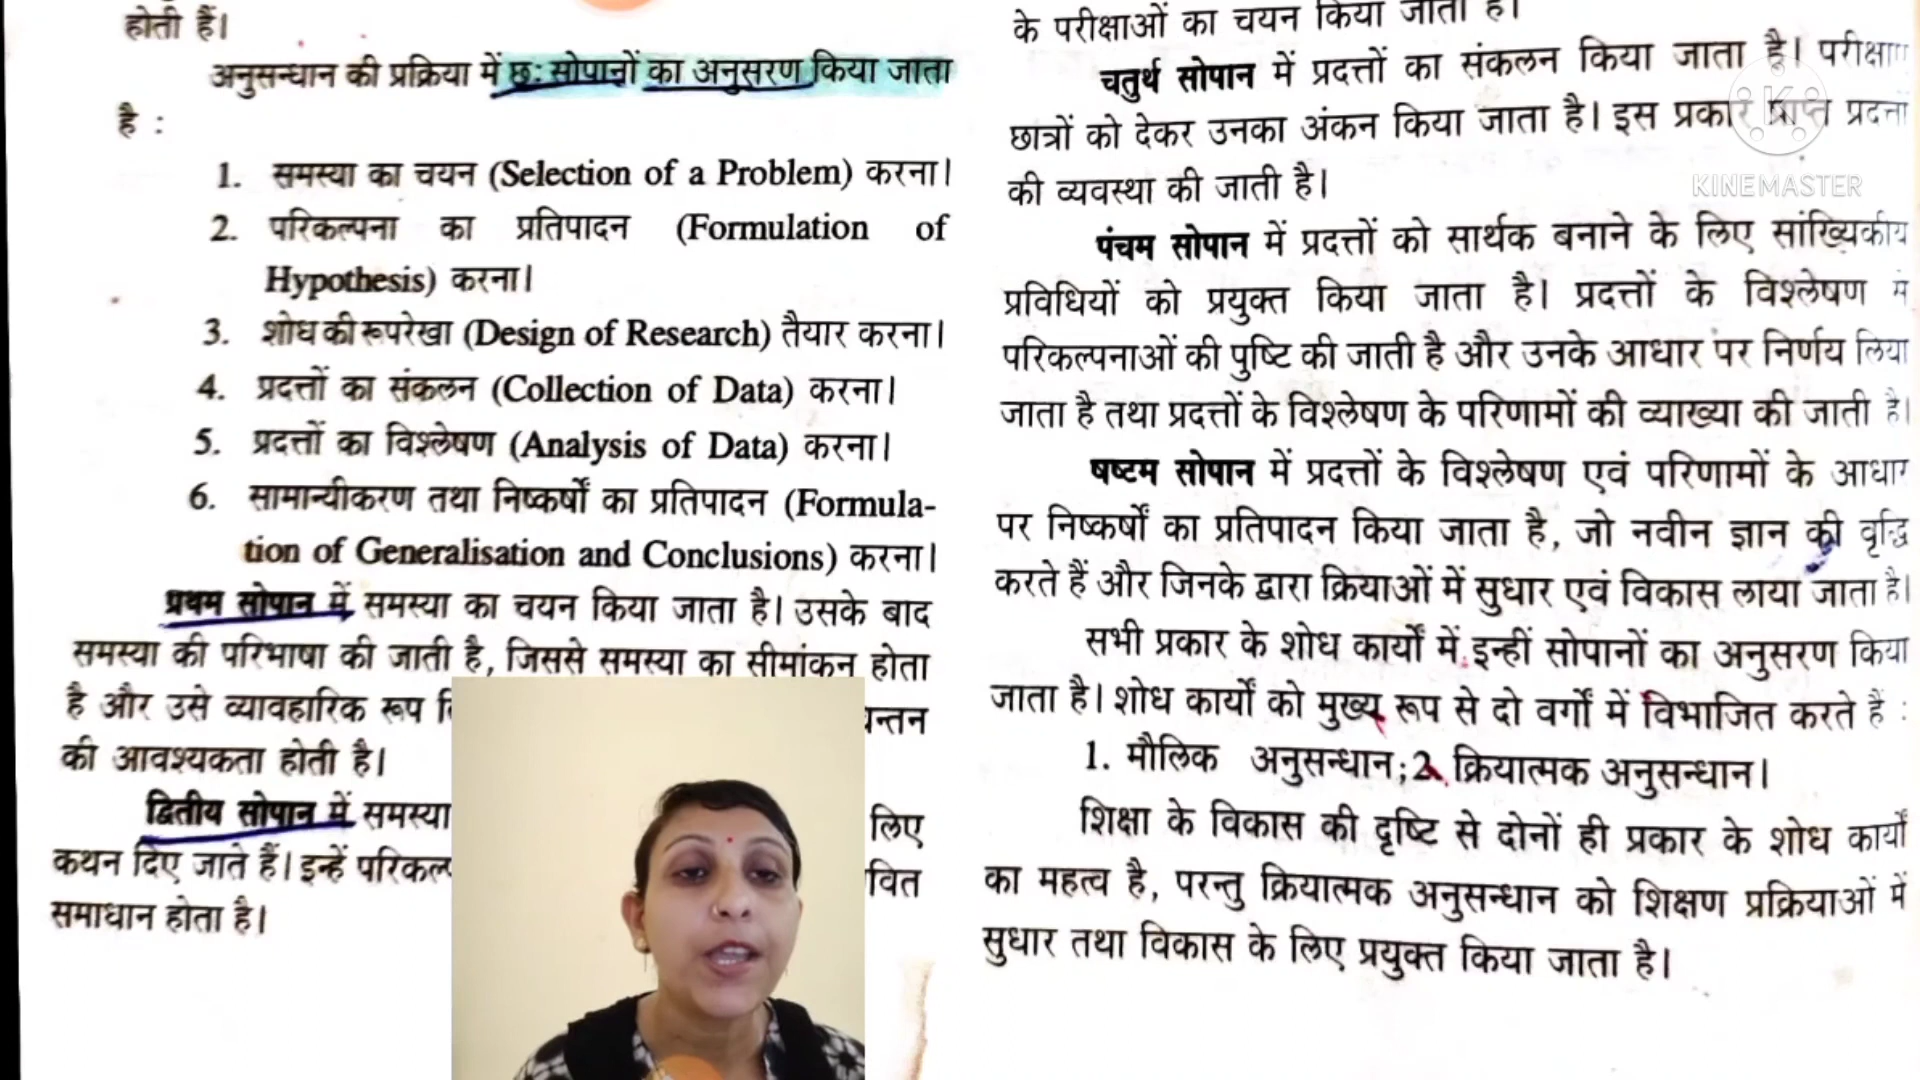 होती हैं।
अनुसन्धान की प्रक्रिया में छ: सोपानों का अनुसरण किया जाता
है :
1. समस्या का चयन (Selection of a Problem) करना।
2. परिकल्पना का प्रतिपादन (Formulation of
Hypothesis) करना।
3. शोध की रूपरेखा (Design of Research) तैयार करना।
4. प्रदत्तों का संकलन (Collection of Data) करना।
5. प्रदत्तों का विश्लेषण (Analysis of Data) करना।
6. सामान्यीकरण तथा निष्कर्षों का प्रतिपादन (Formula-
tion of Generalisation and Conclusions) करना।
प्रथम सोपान में समस्या का चयन किया जाता है। उसके बाद
समस्या की परिभाषा की जाती है, जिससे समस्या का सीमांकन होता
है और उसे व्यावहारिक रूप
की आवश्यकता होती है।
द्वितीय सोपान में समस्या लिए
कथन दिए जाते हैं। इन्हें
समाधान होता है।
के परीक्षाओं का चयन किया जाता है।
चतुर्थ सोपान में प्रदत्तों का संकलन किया जाता है।
छात्रों को देकर उनका अंकन किया जाता है। इस प्रकार प्राप्त
की व्यवस्था की जाती है।
पंचम सोपान में प्रदत्तों को सार्थक बनाने के लिए सांख्यिकीय
प्रविधियों को प्रयुक्त किया जाता है। प्रदत्तों के विश्लेषण में
परिकल्पनाओं की पुष्टि की जाती है और उनके आधार पर निर्णय लिया
जाता है तथा प्रदत्तों के विश्लेषण के परिणामों की व्याख्या की जाती है।
षष्टम सोपान में प्रदत्तों के विश्लेषण एवं परिणामों के आधार
पर निष्कर्षों का प्रतिपादन किया जाता है, जो नवीन ज्ञान की वृद्धि
करते हैं और जिनके द्वारा क्रियाओं में सुधार एवं विकास लाया जाता है।
सभी प्रकार के शोध कार्यों में इन्हीं सोपानों का अनुसरण किया
जाता है। शोध कार्यों को मुख्य रूप से दो वर्गों में विभाजित करते हैं :
1. मौलिक अनुसन्धान; 2. क्रियात्मक अनुसन्धान।
शिक्षा के विकास की दृष्टि से दोनों ही प्रकार के शोध कार्यों
का महत्व है, परन्तु क्रियात्मक अनुसन्धान को शिक्षण प्रक्रियाओं में
सुधार तथा विकास के लिए प्रयुक्त किया जाता है।
K
KINEMASTER